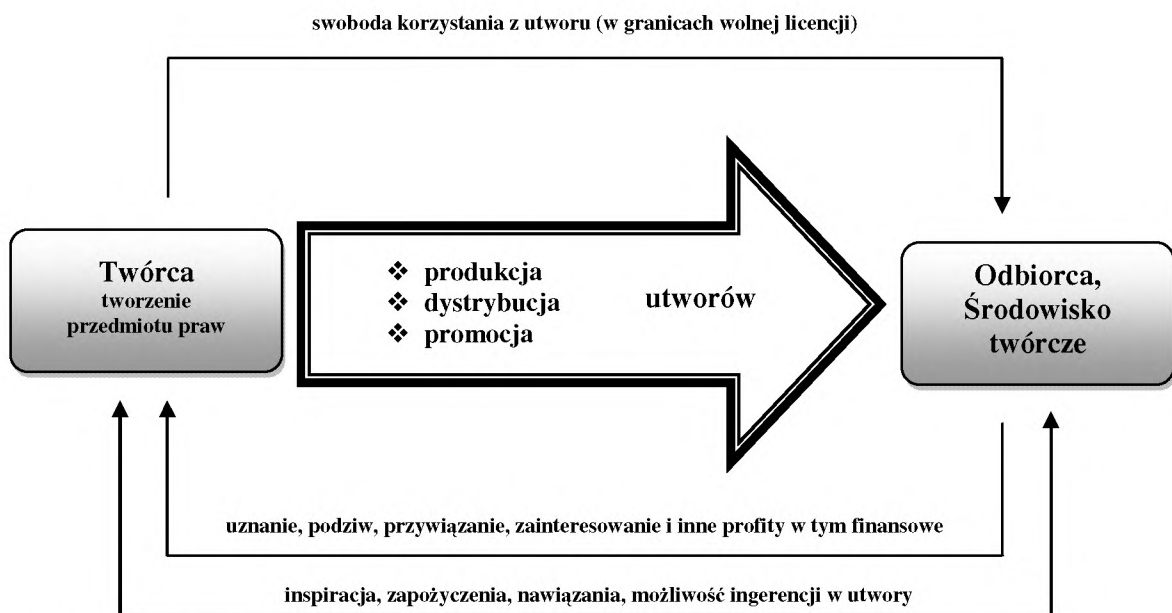 swoboda korzystania z utworu (w granicach wolnej licencji)
Twórca
tworzenie
przedmiotu praw
❖ produkcja
❖ dystrybucja
❖ promocja
utworów
Odbiorca,
Środowisko
twórcze
uznanie, podziw, przywiązanie, zainteresowanie i inne profity w tym finansowe
inspiracja, zapożyczenia, nawiązania, możliwość ingerencji w utwory